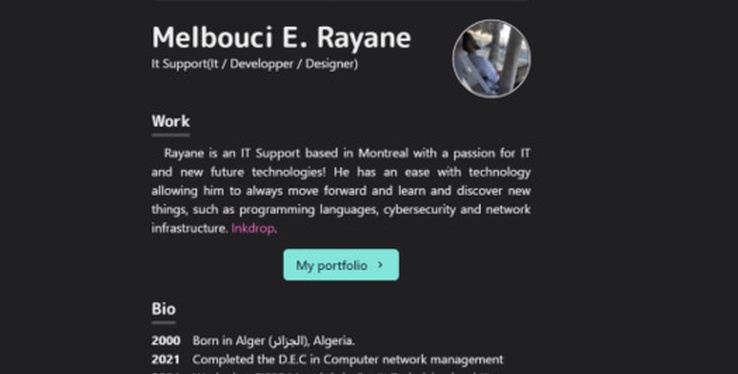 Melbouci E. Rayane
It Support(It / Developper / Designer)
Work
Rayane is an IT Support based in Montreal with a passion for IT
and new future technologies! He has an ease with technology
allowing him to always move forward and learn and discover new
things, such as programming languages, cybersecurity and network
infrastructure. Inkdrop.
My portfolio ›
Bio
2000 Born in Alger (الجزائر), Algeria.
2021 Completed the D.E.C in Computer network management